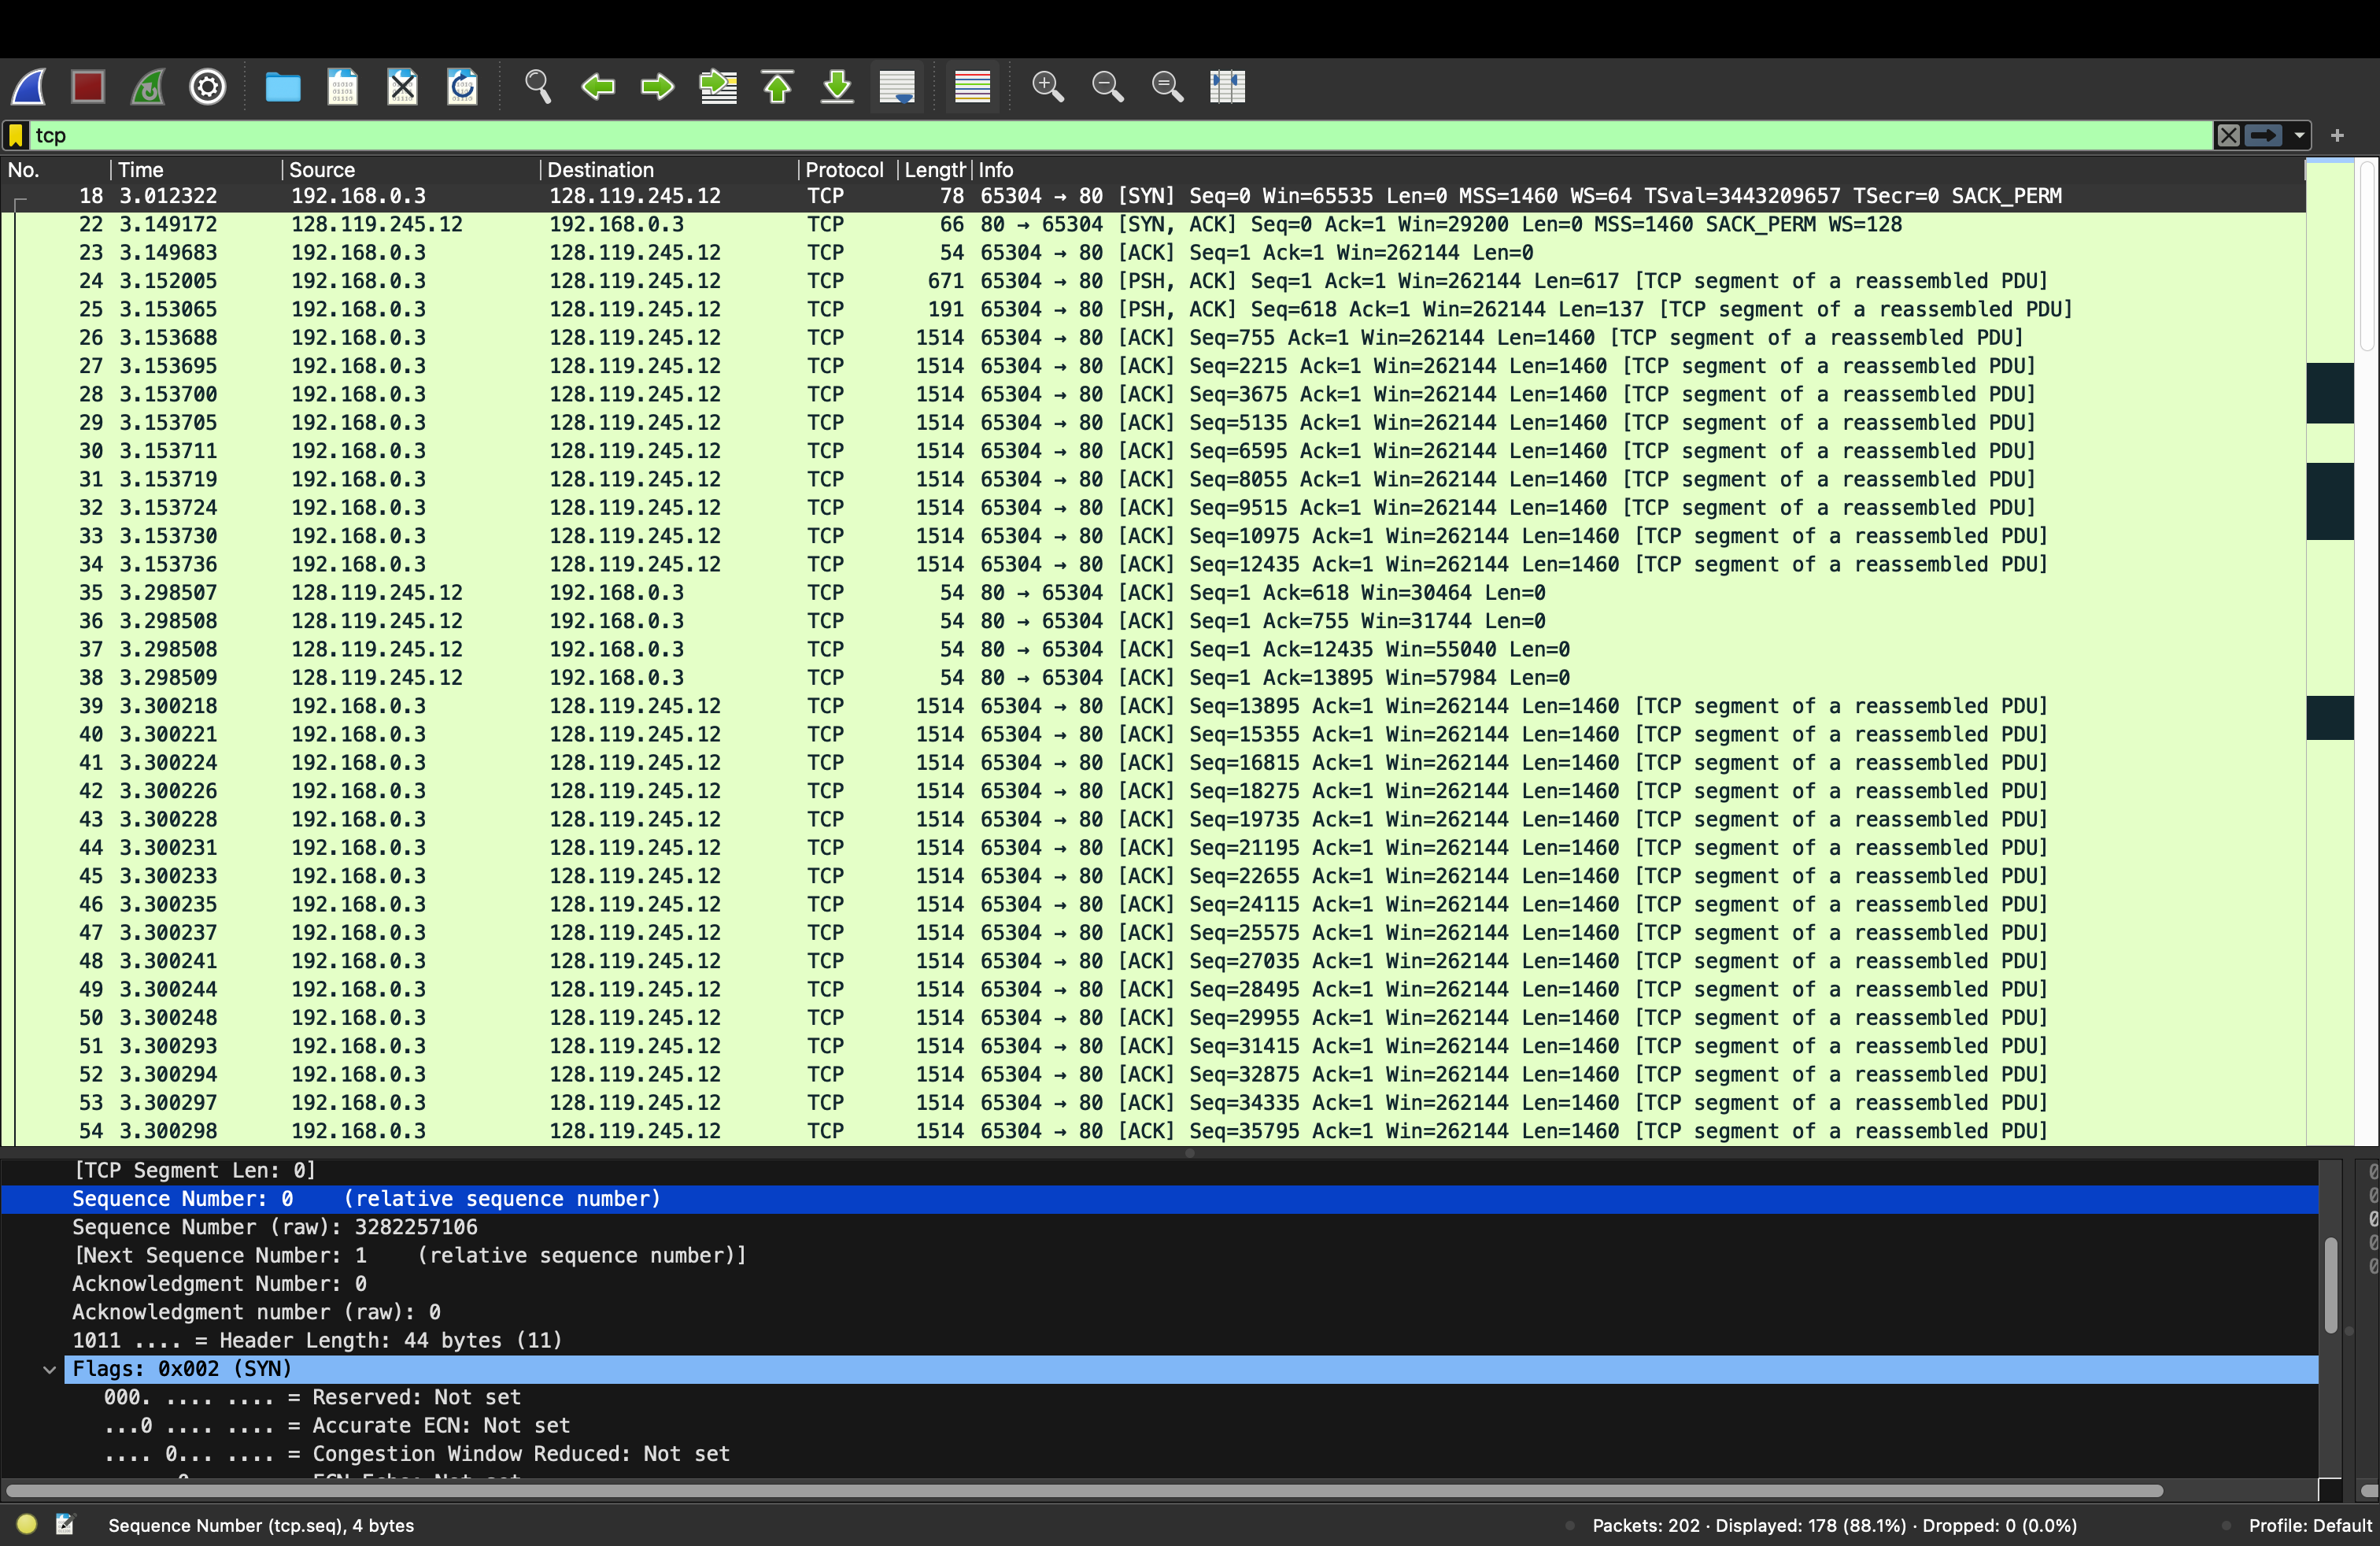 tcp
No. Time Source Destination Protocol Length Info
18 3.012322 192.168.0.3 128.119.245.12 TCP 78 65304 → 80 [SYN] Seq=0 Win=65535 Len=0 MSS=1460 WS=64 TSval=3443209657 TSecr=0 SACK_PERM
22 3.149172 128.119.245.12 192.168.0.3 TCP 66 80 → 65304 [SYN, ACK] Seq=0 Ack=1 Win=29200 Len=0 MSS=1460 SACK_PERM WS=128
23 3.149683 192.168.0.3 128.119.245.12 TCP 54 65304 → 80 [ACK] Seq=1 Ack=1 Win=262144 Len=0
24 3.152005 192.168.0.3 128.119.245.12 TCP 671 65304 → 80 [PSH, ACK] Seq=1 Ack=1 Win=262144 Len=617 [TCP segment of a reassembled PDU]
25 3.153065 192.168.0.3 128.119.245.12 TCP 191 65304 → 80 [PSH, ACK] Seq=618 Ack=1 Win=262144 Len=137 [TCP segment of a reassembled PDU]
26 3.153688 192.168.0.3 128.119.245.12 TCP 1514 65304 → 80 [ACK] Seq=755 Ack=1 Win=262144 Len=1460 [TCP segment of a reassembled PDU]
27 3.153695 192.168.0.3 128.119.245.12 TCP 1514 65304 → 80 [ACK] Seq=2215 Ack=1 Win=262144 Len=1460 [TCP segment of a reassembled PDU]
28 3.153700 192.168.0.3 128.119.245.12 TCP 1514 65304 → 80 [ACK] Seq=3675 Ack=1 Win=262144 Len=1460 [TCP segment of a reassembled PDU]
29 3.153705 192.168.0.3 128.119.245.12 TCP 1514 65304 → 80 [ACK] Seq=5135 Ack=1 Win=262144 Len=1460 [TCP segment of a reassembled PDU]
30 3.153711 192.168.0.3 128.119.245.12 TCP 1514 65304 → 80 [ACK] Seq=6595 Ack=1 Win=262144 Len=1460 [TCP segment of a reassembled PDU]
31 3.153719 192.168.0.3 128.119.245.12 TCP 1514 65304 → 80 [ACK] Seq=8055 Ack=1 Win=262144 Len=1460 [TCP segment of a reassembled PDU]
32 3.153724 192.168.0.3 128.119.245.12 TCP 1514 65304 → 80 [ACK] Seq=9515 Ack=1 Win=262144 Len=1460 [TCP segment of a reassembled PDU]
33 3.153730 192.168.0.3 128.119.245.12 TCP 1514 65304 → 80 [ACK] Seq=10975 Ack=1 Win=262144 Len=1460 [TCP segment of a reassembled PDU]
34 3.153736 192.168.0.3 128.119.245.12 TCP 1514 65304 → 80 [ACK] Seq=12435 Ack=1 Win=262144 Len=1460 [TCP segment of a reassembled PDU]
35 3.298507 128.119.245.12 192.168.0.3 TCP 54 80 → 65304 [ACK] Seq=1 Ack=618 Win=30464 Len=0
36 3.298508 128.119.245.12 192.168.0.3 TCP 54 80 → 65304 [ACK] Seq=1 Ack=755 Win=31744 Len=0
37 3.298508 128.119.245.12 192.168.0.3 TCP 54 80 → 65304 [ACK] Seq=1 Ack=12435 Win=55040 Len=0
38 3.298509 128.119.245.12 192.168.0.3 TCP 54 80 → 65304 [ACK] Seq=1 Ack=13895 Win=57984 Len=0
39 3.300218 192.168.0.3 128.119.245.12 TCP 1514 65304 → 80 [ACK] Seq=13895 Ack=1 Win=262144 Len=1460 [TCP segment of a reassembled PDU]
40 3.300221 192.168.0.3 128.119.245.12 TCP 1514 65304 → 80 [ACK] Seq=15355 Ack=1 Win=262144 Len=1460 [TCP segment of a reassembled PDU]
41 3.300224 192.168.0.3 128.119.245.12 TCP 1514 65304 → 80 [ACK] Seq=16815 Ack=1 Win=262144 Len=1460 [TCP segment of a reassembled PDU]
42 3.300226 192.168.0.3 128.119.245.12 TCP 1514 65304 → 80 [ACK] Seq=18275 Ack=1 Win=262144 Len=1460 [TCP segment of a reassembled PDU]
43 3.300228 192.168.0.3 128.119.245.12 TCP 1514 65304 → 80 [ACK] Seq=19735 Ack=1 Win=262144 Len=1460 [TCP segment of a reassembled PDU]
44 3.300231 192.168.0.3 128.119.245.12 TCP 1514 65304 → 80 [ACK] Seq=21195 Ack=1 Win=262144 Len=1460 [TCP segment of a reassembled PDU]
45 3.300233 192.168.0.3 128.119.245.12 TCP 1514 65304 → 80 [ACK] Seq=22655 Ack=1 Win=262144 Len=1460 [TCP segment of a reassembled PDU]
46 3.300235 192.168.0.3 128.119.245.12 TCP 1514 65304 → 80 [ACK] Seq=24115 Ack=1 Win=262144 Len=1460 [TCP segment of a reassembled PDU]
47 3.300237 192.168.0.3 128.119.245.12 TCP 1514 65304 → 80 [ACK] Seq=25575 Ack=1 Win=262144 Len=1460 [TCP segment of a reassembled PDU]
48 3.300241 192.168.0.3 128.119.245.12 TCP 1514 65304 → 80 [ACK] Seq=27035 Ack=1 Win=262144 Len=1460 [TCP segment of a reassembled PDU]
49 3.300244 192.168.0.3 128.119.245.12 TCP 1514 65304 → 80 [ACK] Seq=28495 Ack=1 Win=262144 Len=1460 [TCP segment of a reassembled PDU]
50 3.300248 192.168.0.3 128.119.245.12 TCP 1514 65304 → 80 [ACK] Seq=29955 Ack=1 Win=262144 Len=1460 [TCP segment of a reassembled PDU]
51 3.300293 192.168.0.3 128.119.245.12 TCP 1514 65304 → 80 [ACK] Seq=31415 Ack=1 Win=262144 Len=1460 [TCP segment of a reassembled PDU]
52 3.300294 192.168.0.3 128.119.245.12 TCP 1514 65304 → 80 [ACK] Seq=32875 Ack=1 Win=262144 Len=1460 [TCP segment of a reassembled PDU]
53 3.300297 192.168.0.3 128.119.245.12 TCP 1514 65304 → 80 [ACK] Seq=34335 Ack=1 Win=262144 Len=1460 [TCP segment of a reassembled PDU]
54 3.300298 192.168.0.3 128.119.245.12 TCP 1514 65304 → 80 [ACK] Seq=35795 Ack=1 Win=262144 Len=1460 [TCP segment of a reassembled PDU]
[TCP Segment Len: 0]
Sequence Number: 0 (relative sequence number)
Sequence Number (raw): 3282257106
[Next Sequence Number: 1 (relative sequence number)]
Acknowledgment Number: 0
Acknowledgment number (raw): 0
1011 .... = Header Length: 44 bytes (11)
Flags: 0x002 (SYN)
000. .... .... = Reserved: Not set
...0 .... .... = Accurate ECN: Not set
.... 0... .... = Congestion Window Reduced: Not set
Sequence Number (tcp.seq), 4 bytes
Packets: 202 · Displayed: 178 (88.1%) · Dropped: 0 (0.0%)
Profile: Default